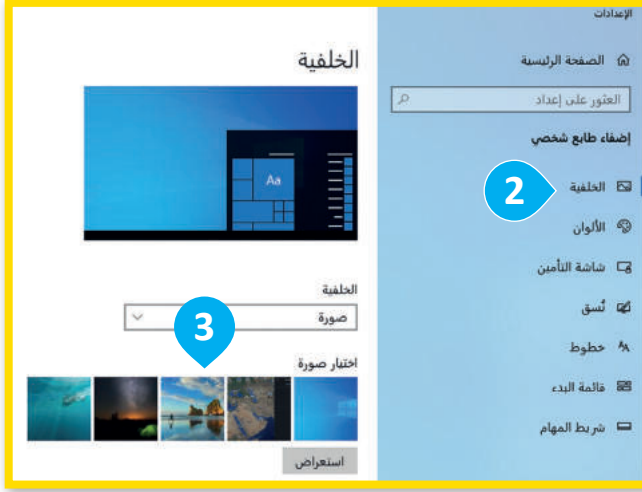 الإعدادات
الصفحة الرئيسية
العثور على إعداد
إضفاء طابع شخصي
2
الخلفية
الألوان
شاشة التأمين
نُسق
خطوط
قائمة البدء
شريط المهام
الخلفية
Aa
الخلفية
صورة
3
اختيار صورة
استعراض